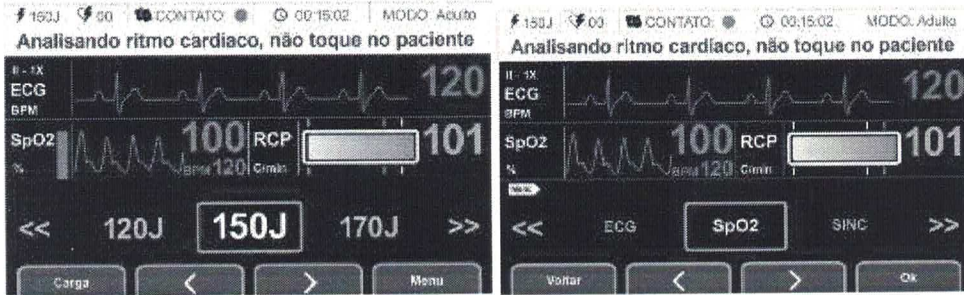 150J 00 CONTATO: 00:15:02 MODO: Adulto
Analisando ritmo cardíaco, não toque no paciente
II - 1X
ECG
BPM
120
SpO2
%
100
BPM 120
RCP
C/min
101
<< 120J 150J 170J >>
Carga < > Menu
150J 00 CONTATO: 00:15:02 MODO: Adulto
Analisando ritmo cardíaco, não toque no paciente
II - 1X
ECG
BPM
120
SpO2
%
100
BPM 120
RCP
C/min
101
<< ECG SpO2 SINC >>
Voltar < > Ok